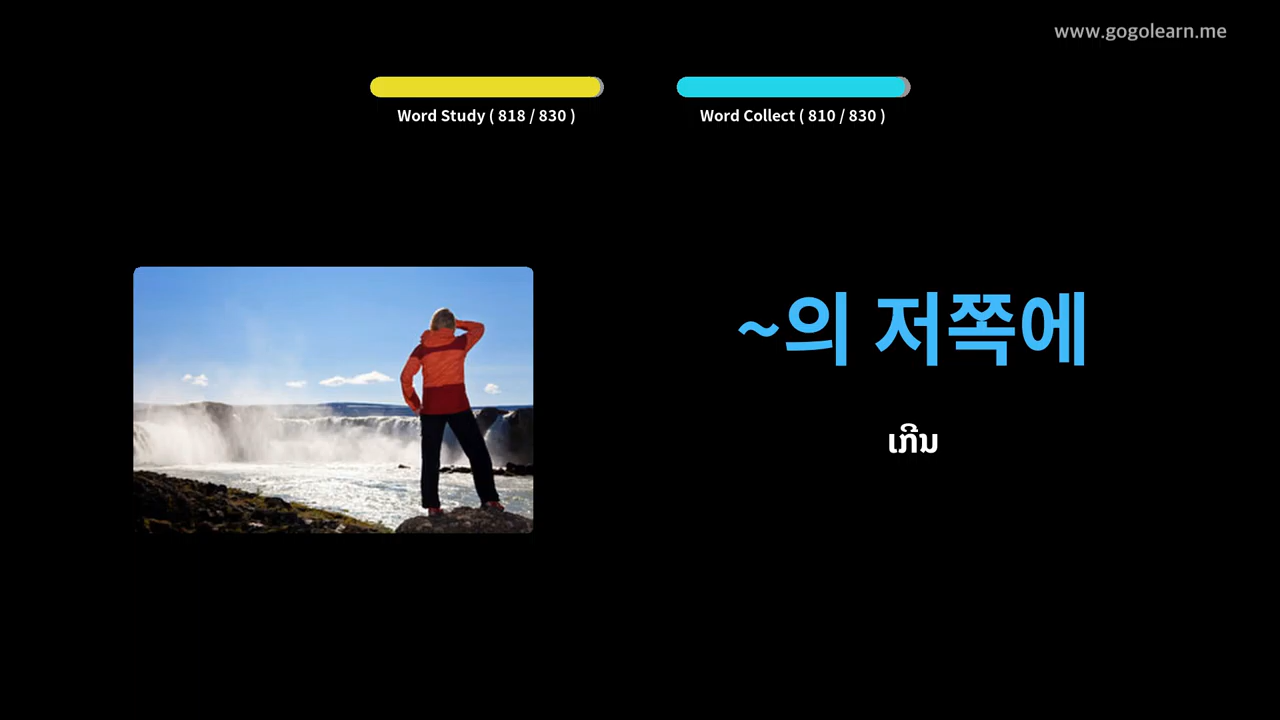 www.gogolearn.me
Word Study ( 818 / 830 )
Word Collect ( 810 / 830 )
~의 저쪽에
ເກີນ